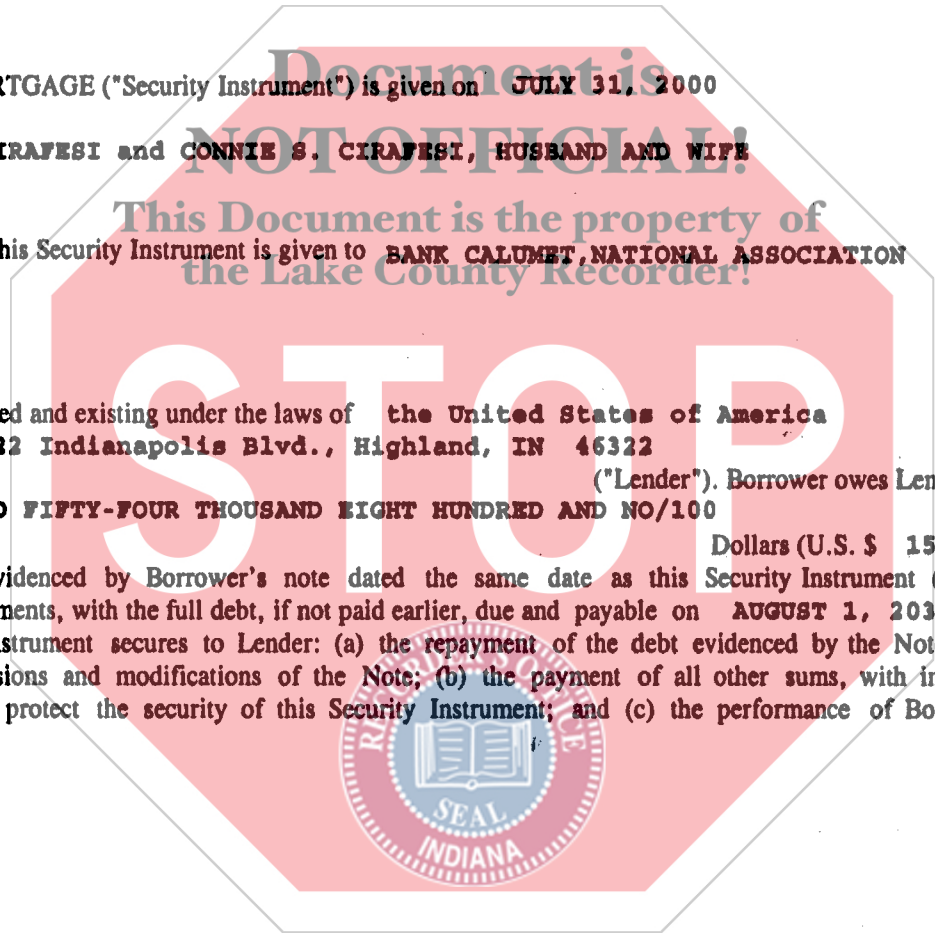 Document is
RTGAGE ("Security Instrument") is given on JULY 31, 2000
NOT OFFICIAL!
IRAFESI and CONNIE S. CIRAFESI, HUSBAND AND WIFE
This Document is the property of
his Security Instrument is given to BANK CALUMET, NATIONAL ASSOCIATION
the Lake County Recorder!
STOP
ed and existing under the laws of the United States of America
22 Indianapolis Blvd., Highland, IN 46322
("Lender"). Borrower owes Len
D FIFTY-FOUR THOUSAND EIGHT HUNDRED AND NO/100
Dollars (U.S. $ 15
videnced by Borrower's note dated the same date as this Security Instrument (
ments, with the full debt, if not paid earlier, due and payable on AUGUST 1, 203
strument secures to Lender: (a) the repayment of the debt evidenced by the Not
sions and modifications of the Note; (b) the payment of all other sums, with in
protect the security of this Security Instrument; and (c) the performance of Bo
RECORDER'S OFFICE
SEAL
INDIANA